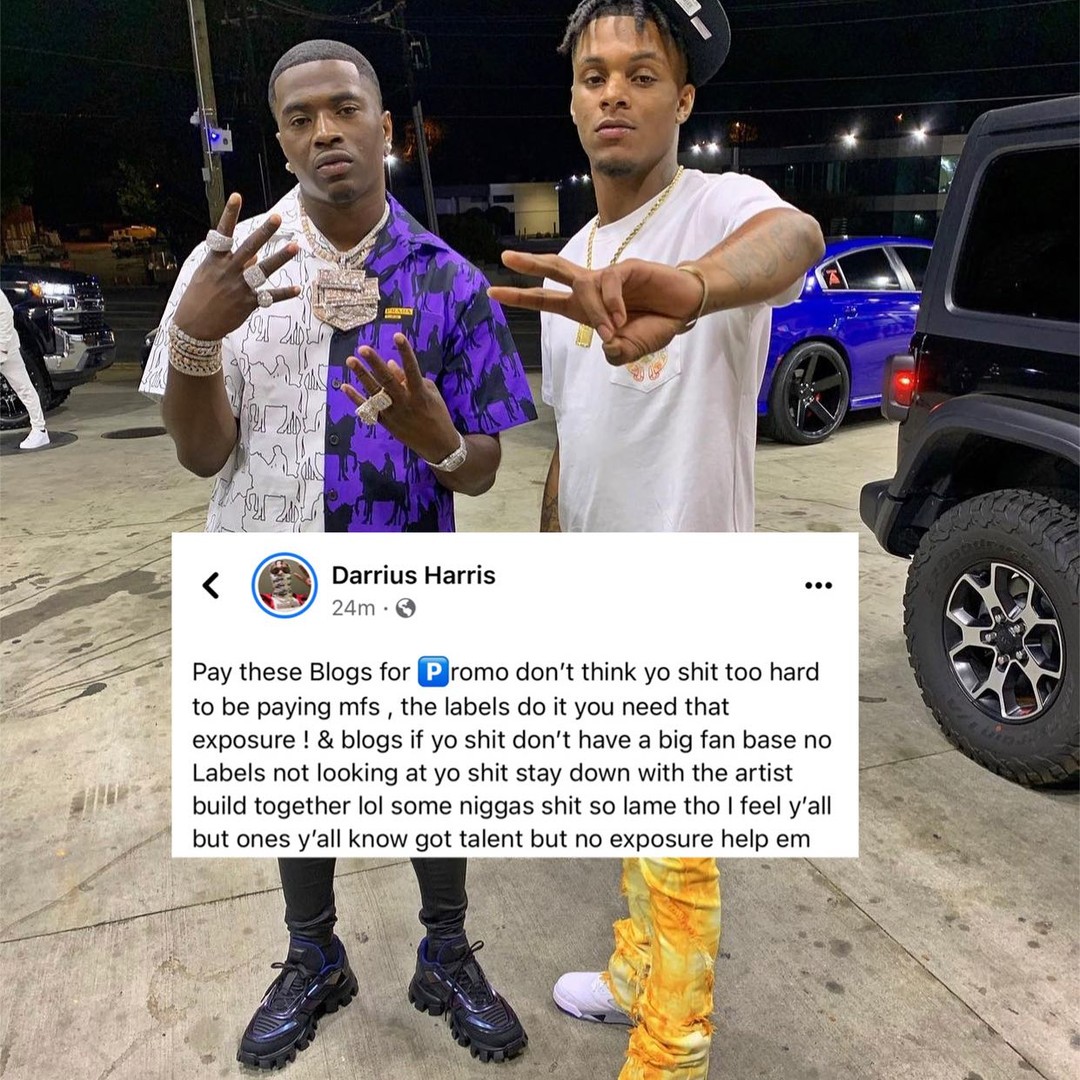 PRADA
Darrius Harris
24m ·
Pay these Blogs for 🅿️romo don’t think yo shit too hard
to be paying mfs , the labels do it you need that
exposure ! & blogs if yo shit don’t have a big fan base no
Labels not looking at yo shit stay down with the artist
build together lol some niggas shit so lame tho I feel y’all
but ones y’all know got talent but no exposure help em